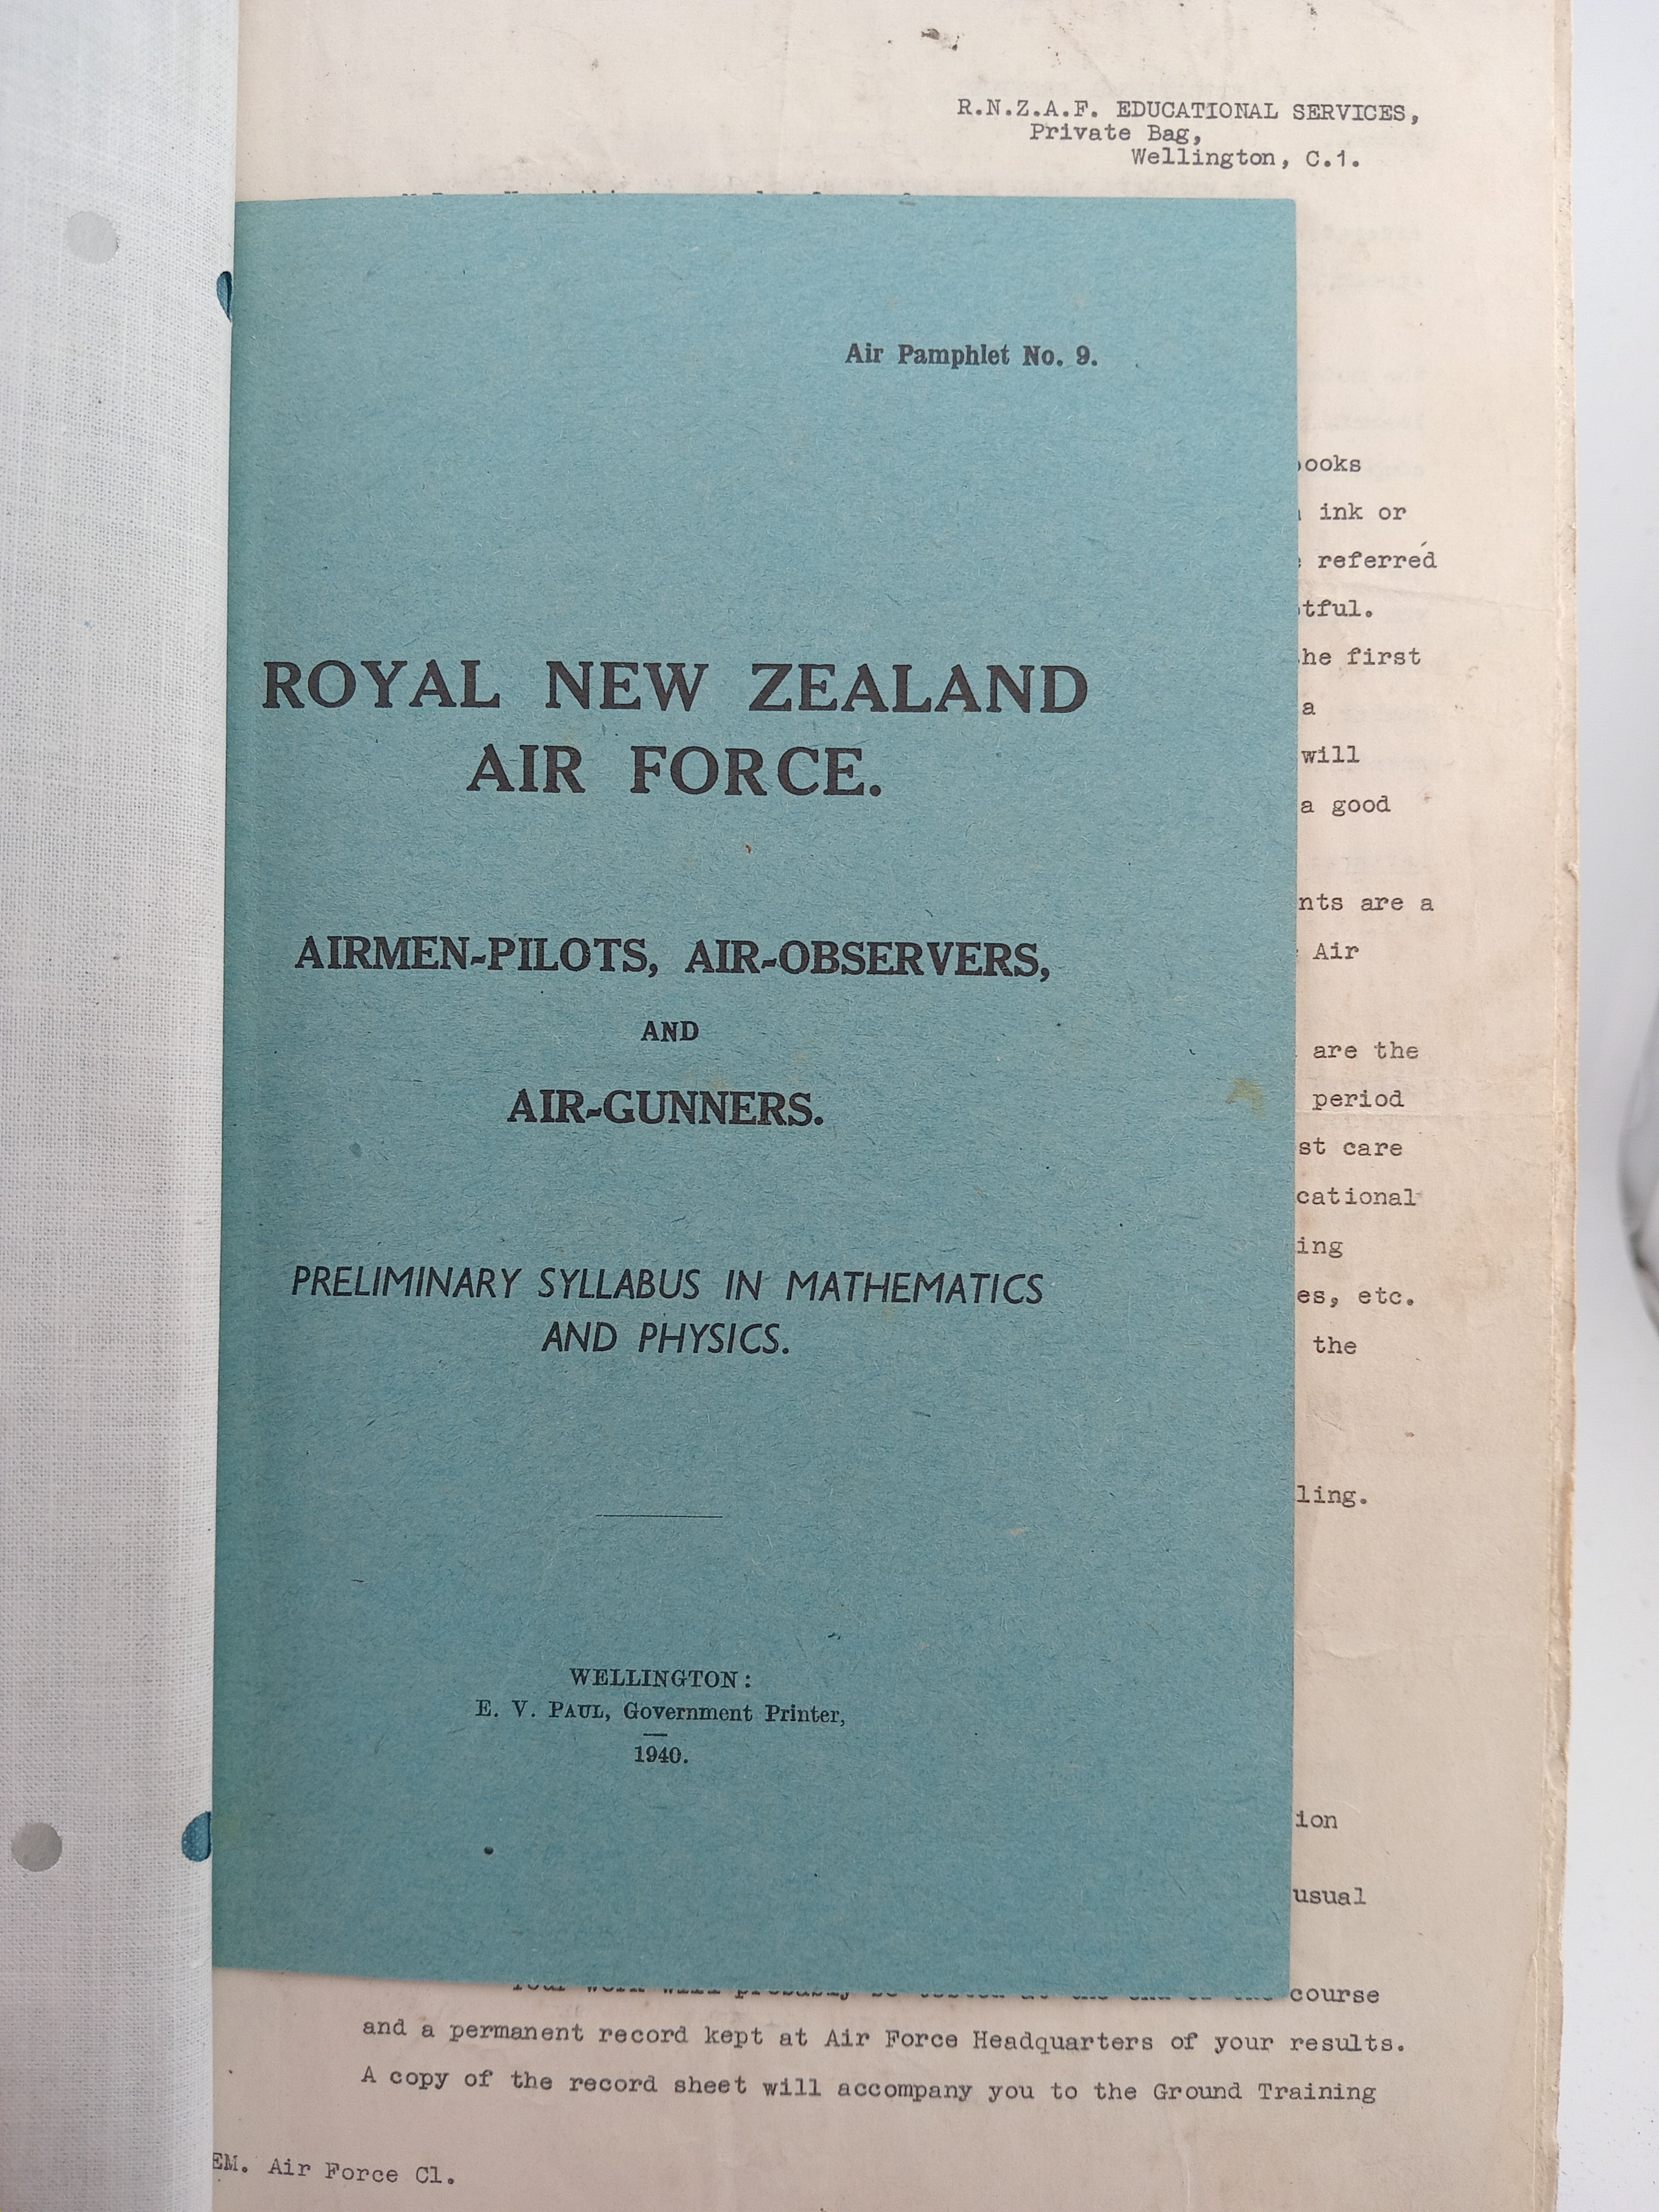 R.N.Z.A.F. EDUCATIONAL SERVICES,
Private Bag,
Wellington, C.1.
Air Pamphlet No. 9.
ROYAL NEW ZEALAND
AIR FORCE.
AIRMEN-PILOTS, AIR-OBSERVERS,
AND
AIR-GUNNERS.
PRELIMINARY SYLLABUS IN MATHEMATICS
AND PHYSICS.
WELLINGTON:
E. V. PAUL, Government Printer,
1940.
ooks
ink or
referred
tful.
he first
a
will
a good
nts are a
Air
are the
period
st care
cational
ing
es, etc.
the
ling.
ion
usual
course
and a permanent record kept at Air Force Headquarters of your results.
A copy of the record sheet will accompany you to the Ground Training
EM. Air Force Cl.